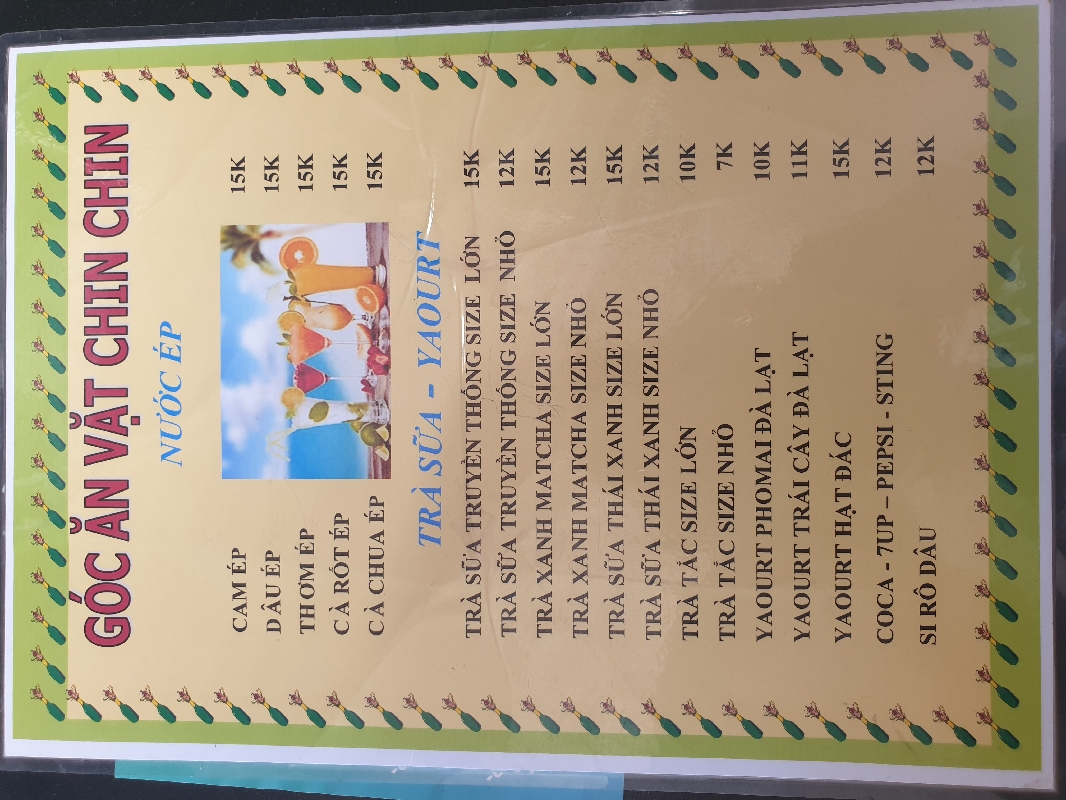 GÓC ĂN VẶT CHIN CHIN
NƯỚC ÉP
CAM ÉP 15K
DÂU ÉP 15K
THƠM ÉP 15K
CÀ RỐT ÉP 15K
CÀ CHUA ÉP 15K
TRÀ SỮA - YAOURT
TRÀ SỮA TRUYỀN THỐNG SIZE LỚN 15K
TRÀ SỮA TRUYỀN THỐNG SIZE NHỎ 12K
TRÀ XANH MATCHA SIZE LỚN 15K
TRÀ XANH MATCHA SIZE NHỎ 12K
TRÀ SỮA THÁI XANH SIZE LỚN 15K
TRÀ SỮA THÁI XANH SIZE NHỎ 12K
TRÀ TẮC SIZE LỚN 10K
TRÀ TẮC SIZE NHỎ 7K
YAOURT PHOMAI ĐÀ LẠT 10K
YAOURT TRÁI CÂY ĐÀ LẠT 11K
YAOURT HẠT ĐÁC 15K
COCA - 7UP – PEPSI - STING 12K
SI RÔ DÂU 12K